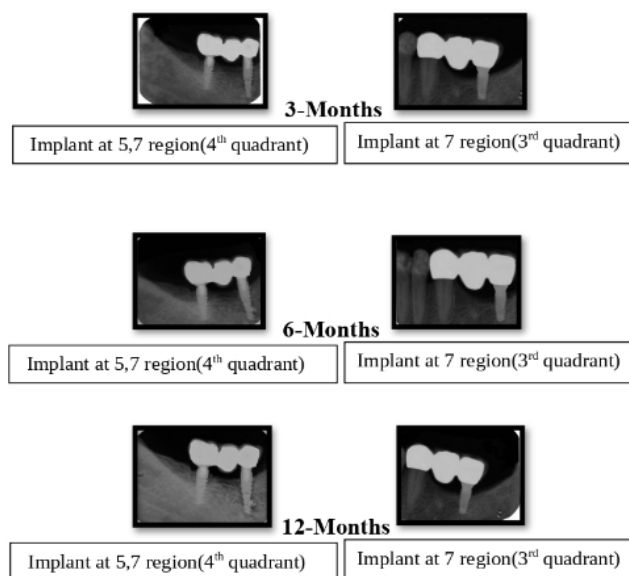 3-Months
Implant at 5,7 region(4th quadrant)
Implant at 7 region(3rd quadrant)
6-Months
Implant at 5,7 region(4th quadrant)
Implant at 7 region(3rd quadrant)
12-Months
Implant at 5,7 region(4th quadrant)
Implant at 7 region(3rd quadrant)